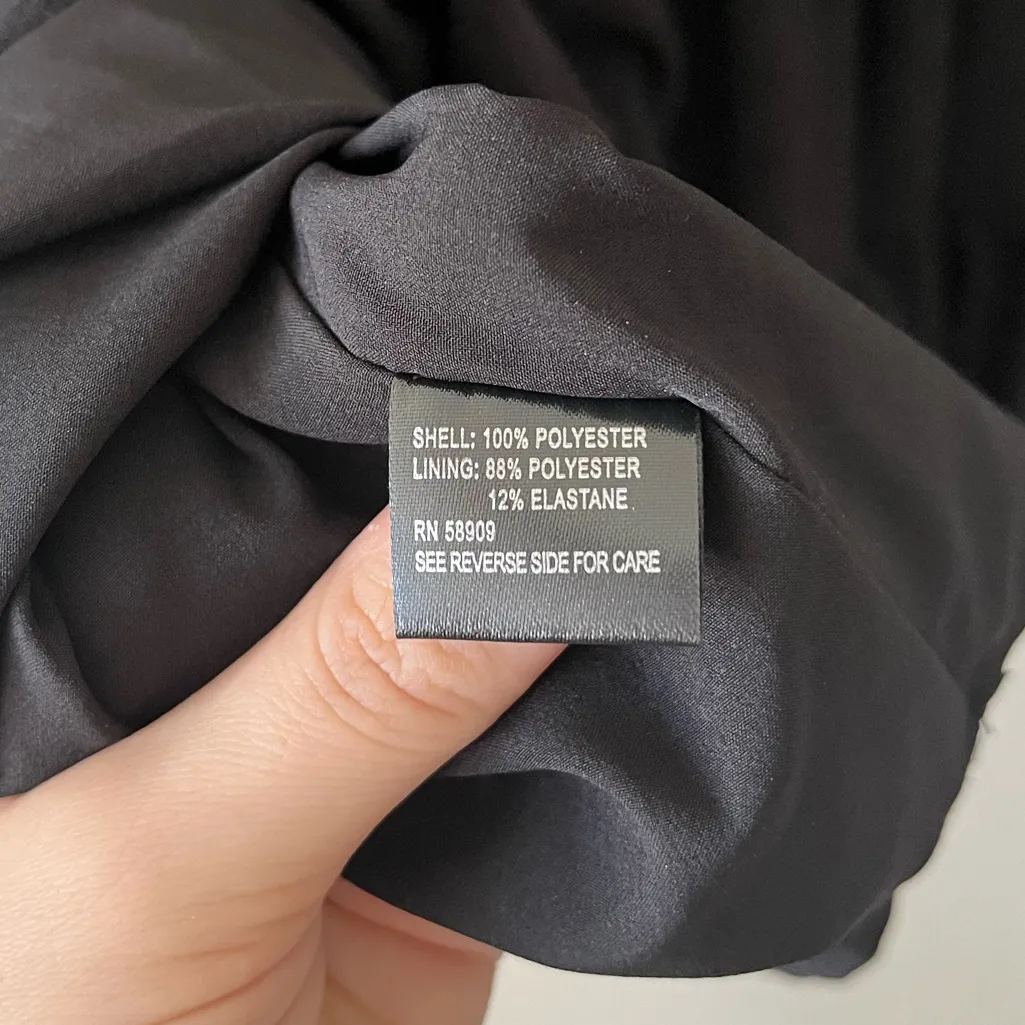 SHELL: 100% POLYESTER
LINING: 88% POLYESTER
12% ELASTANE
RN 58909
SEE REVERSE SIDE FOR CARE